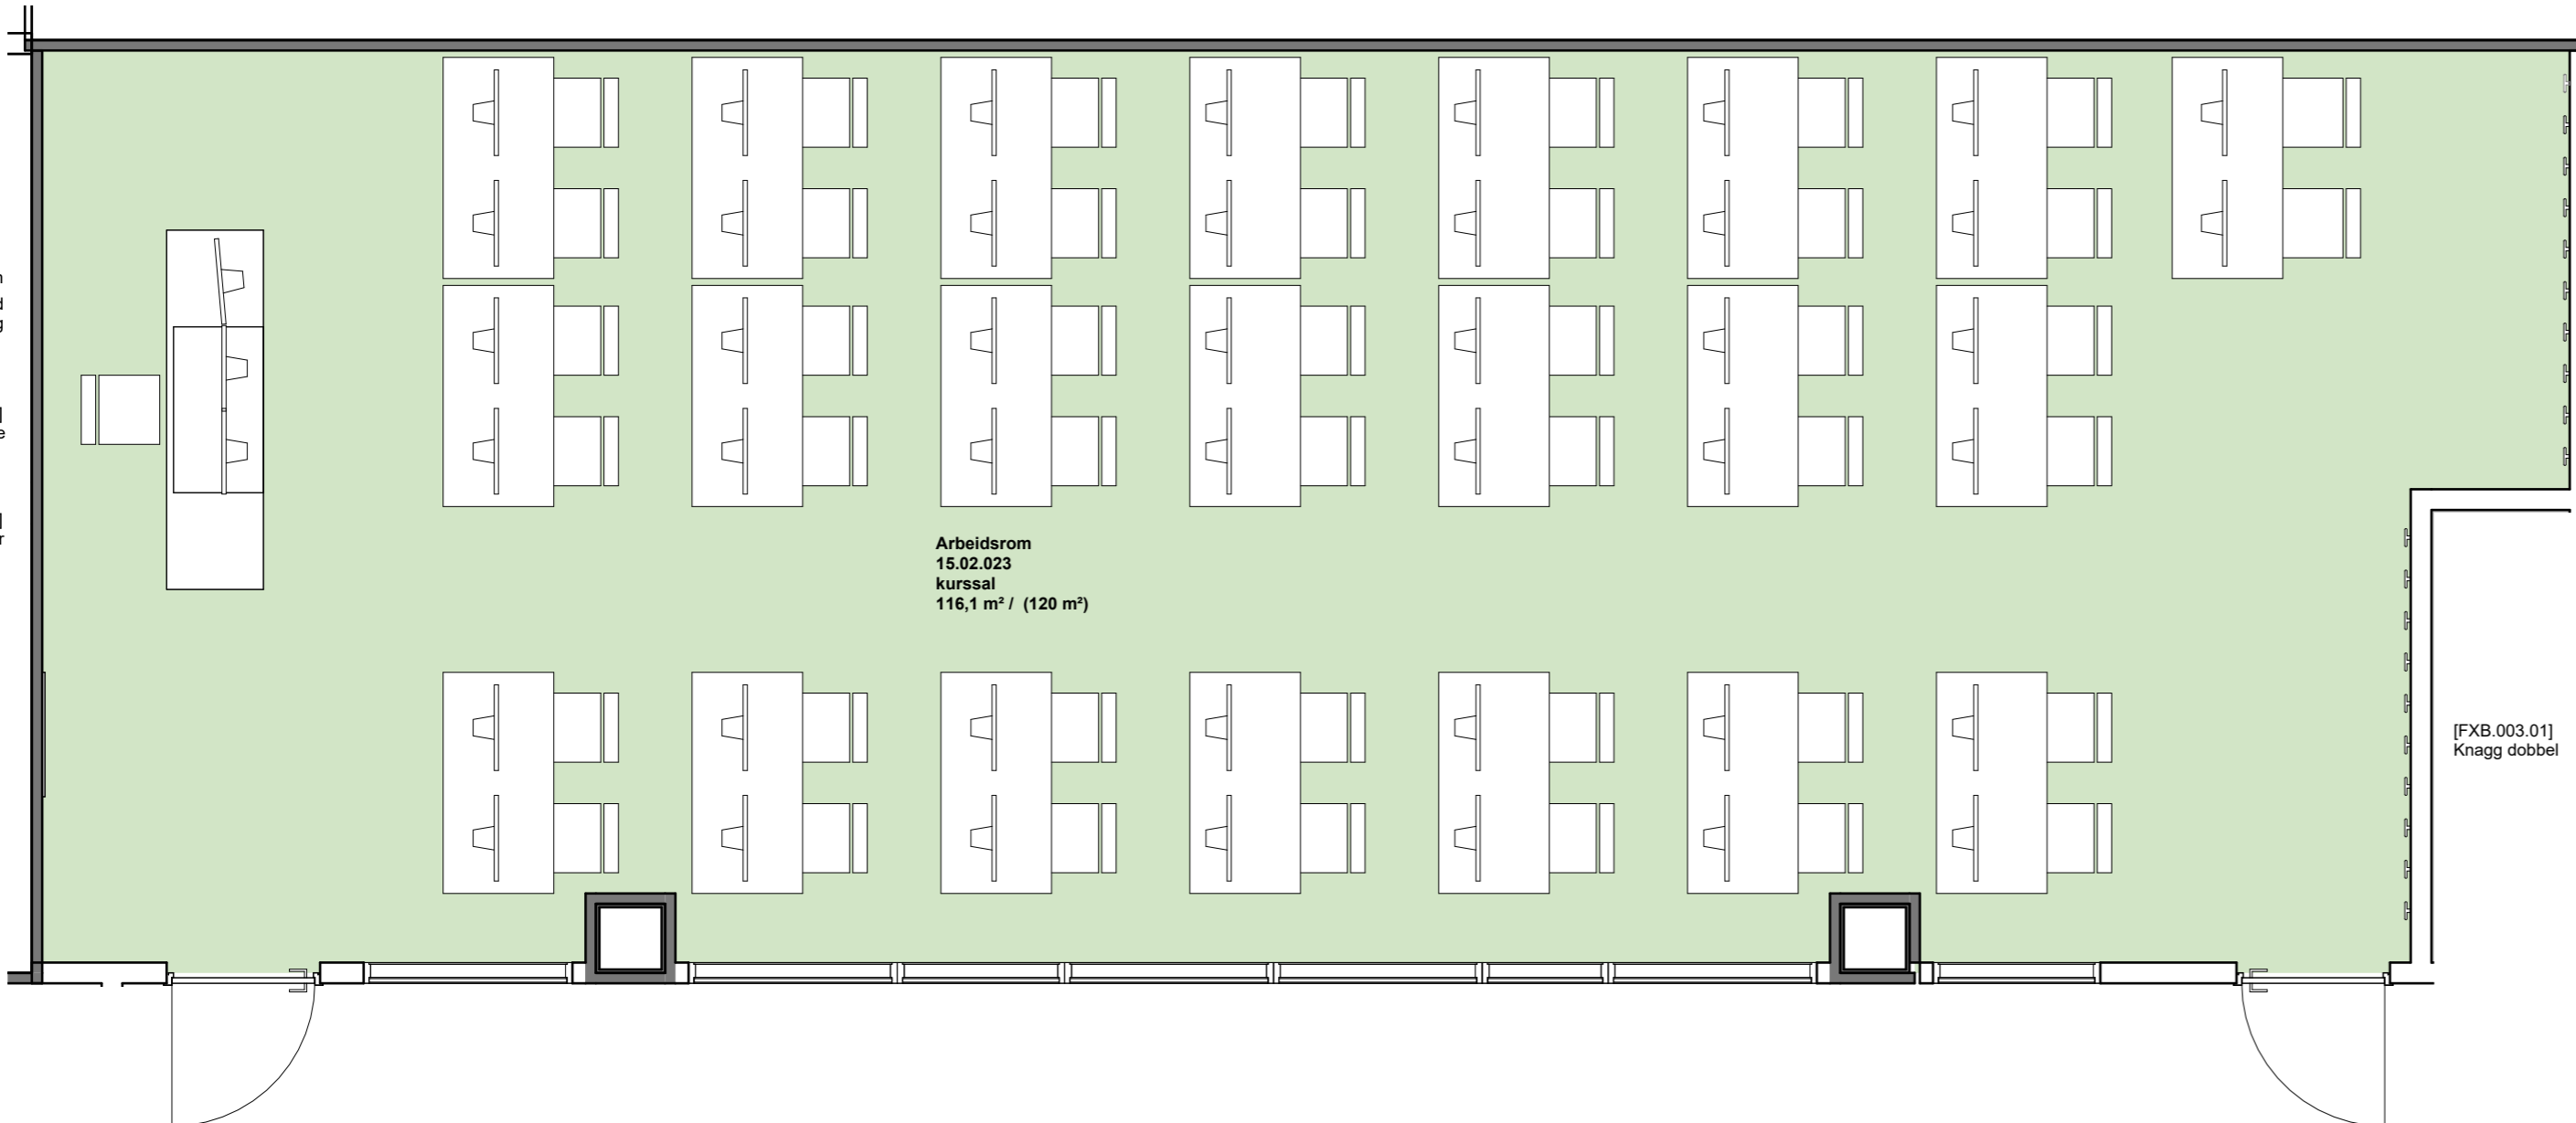 Arbeidsrom
15.02.023
kurssal
116,1 m² / (120 m²)
[FXB.003.01]
Knagg dobbel